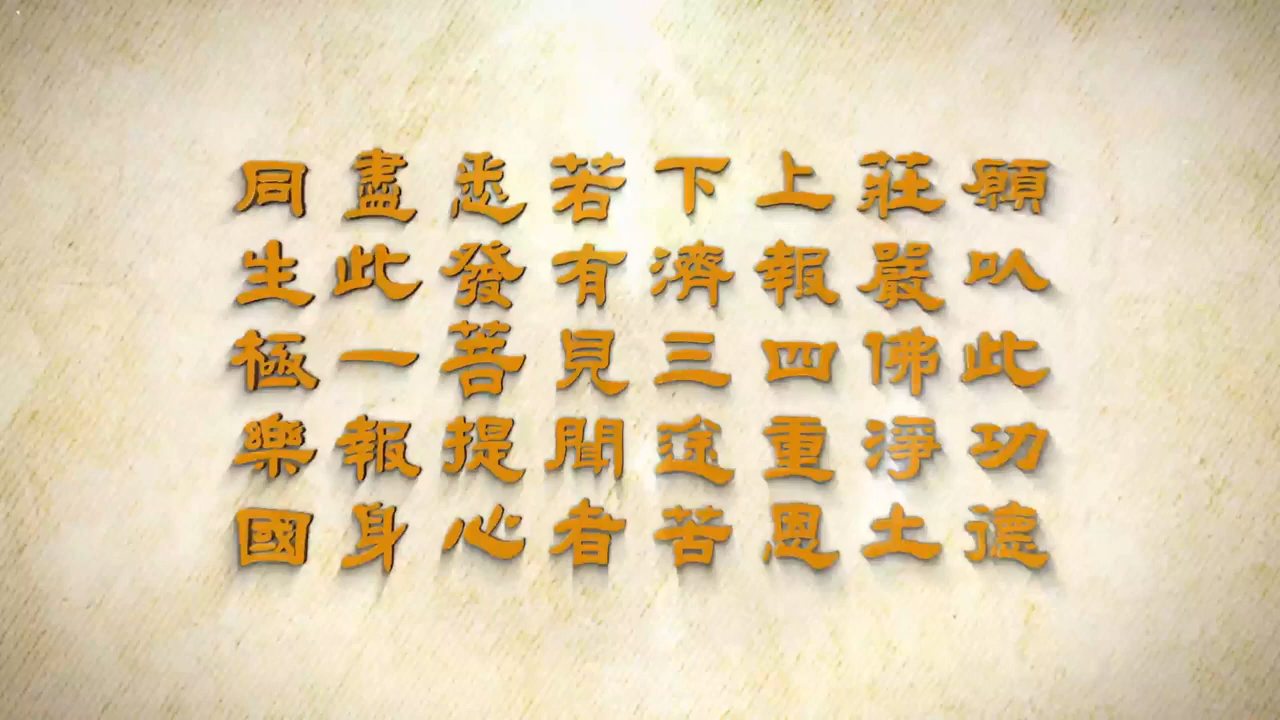 願以此功德
莊嚴佛淨土
上報四重恩
下濟三途苦
若有見聞者
悉發菩提心
盡此一報身
同生極樂國